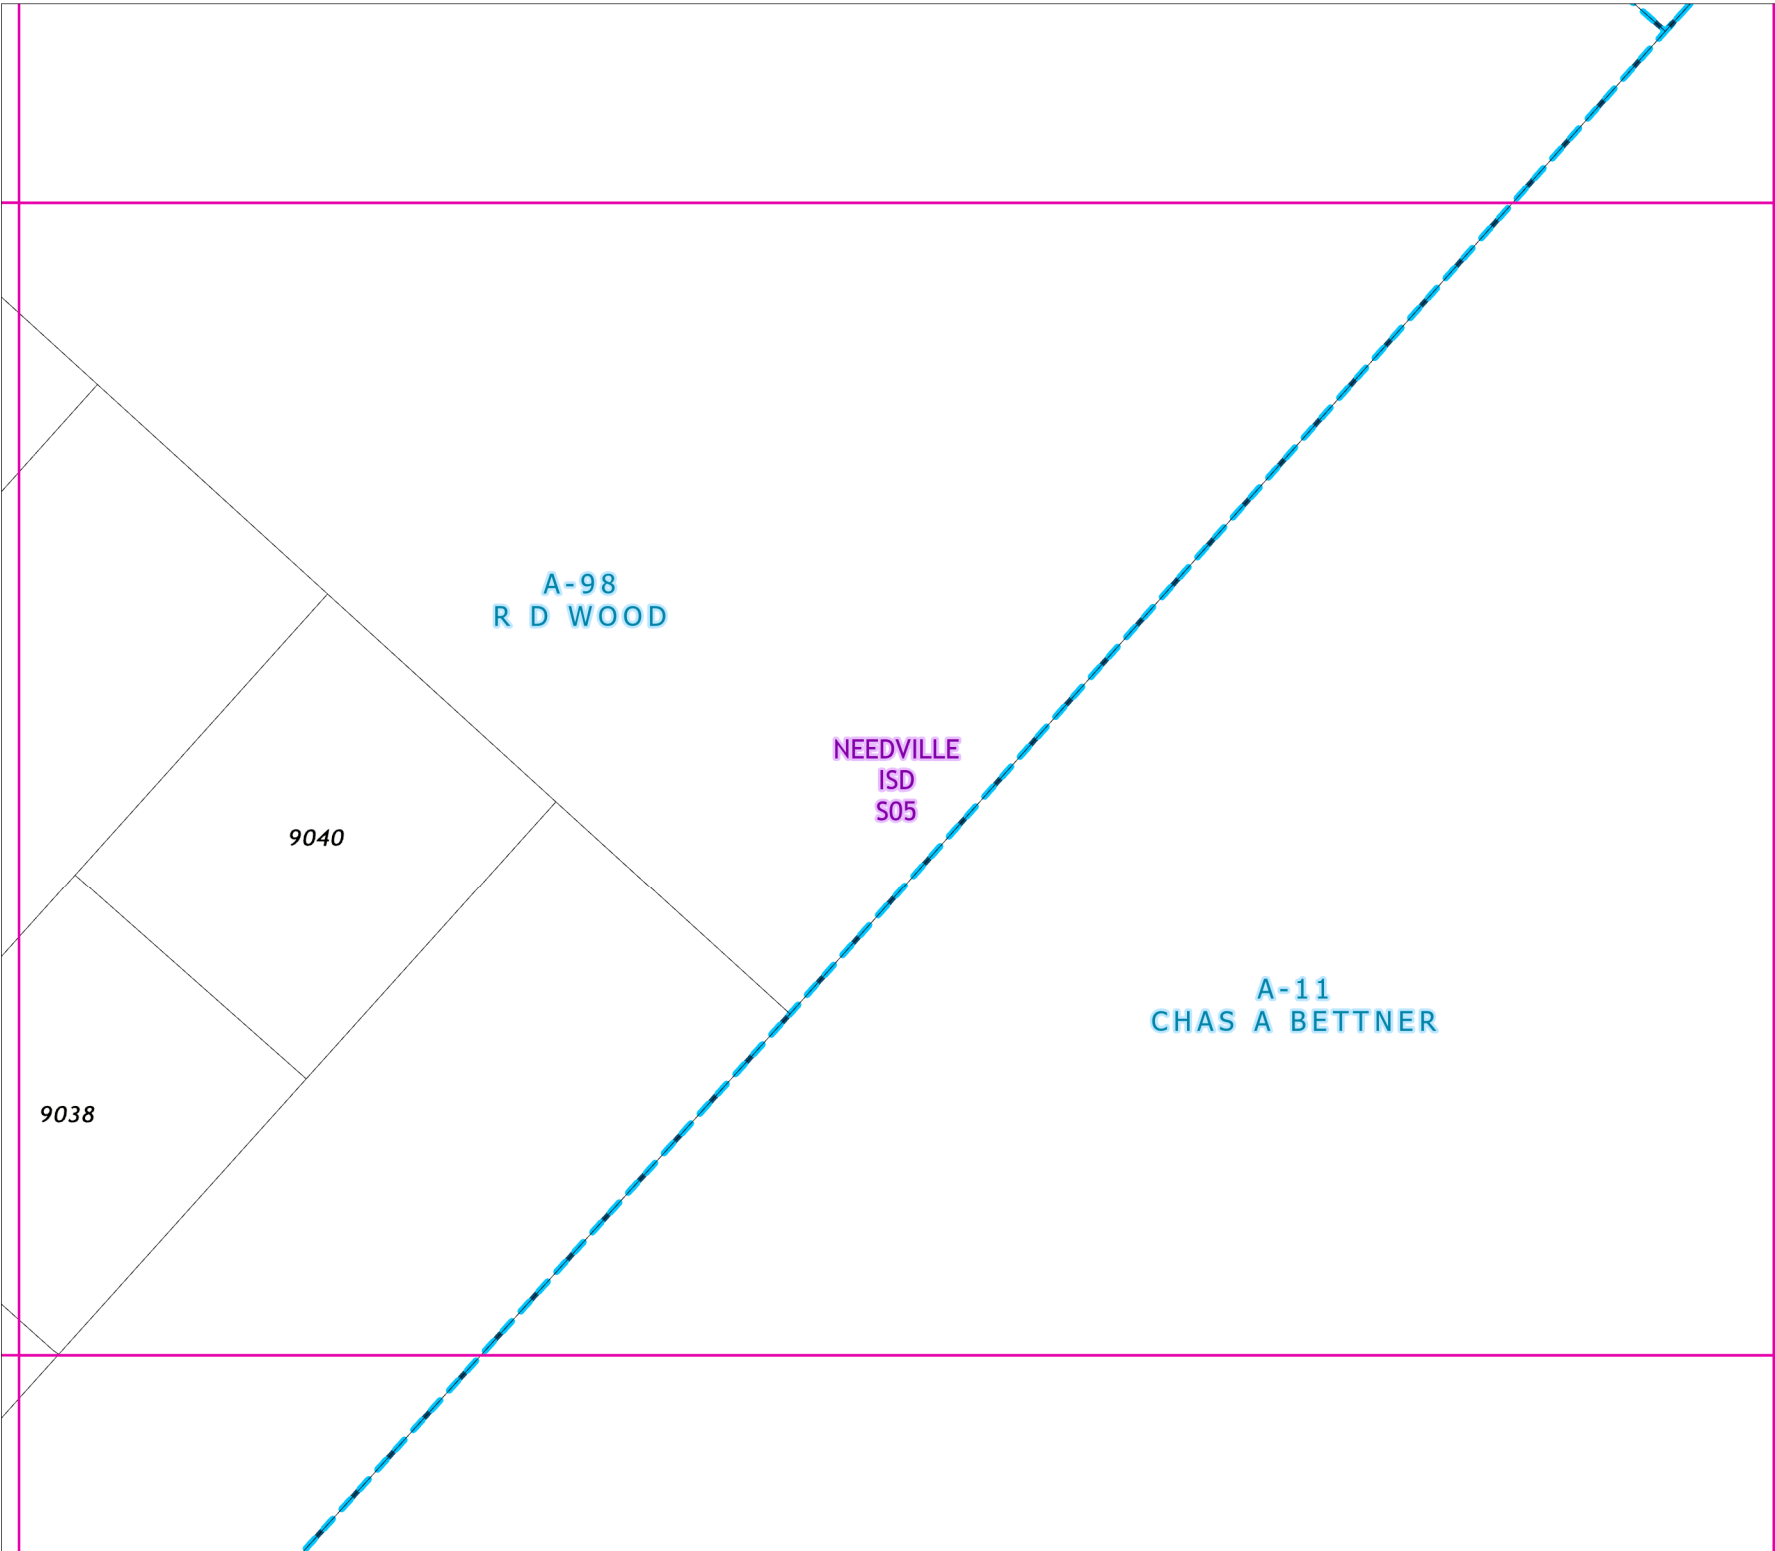 A-98
R D WOOD
NEEDVILLE
ISD
S05
9040
A-11
CHAS A BETTNER
9038